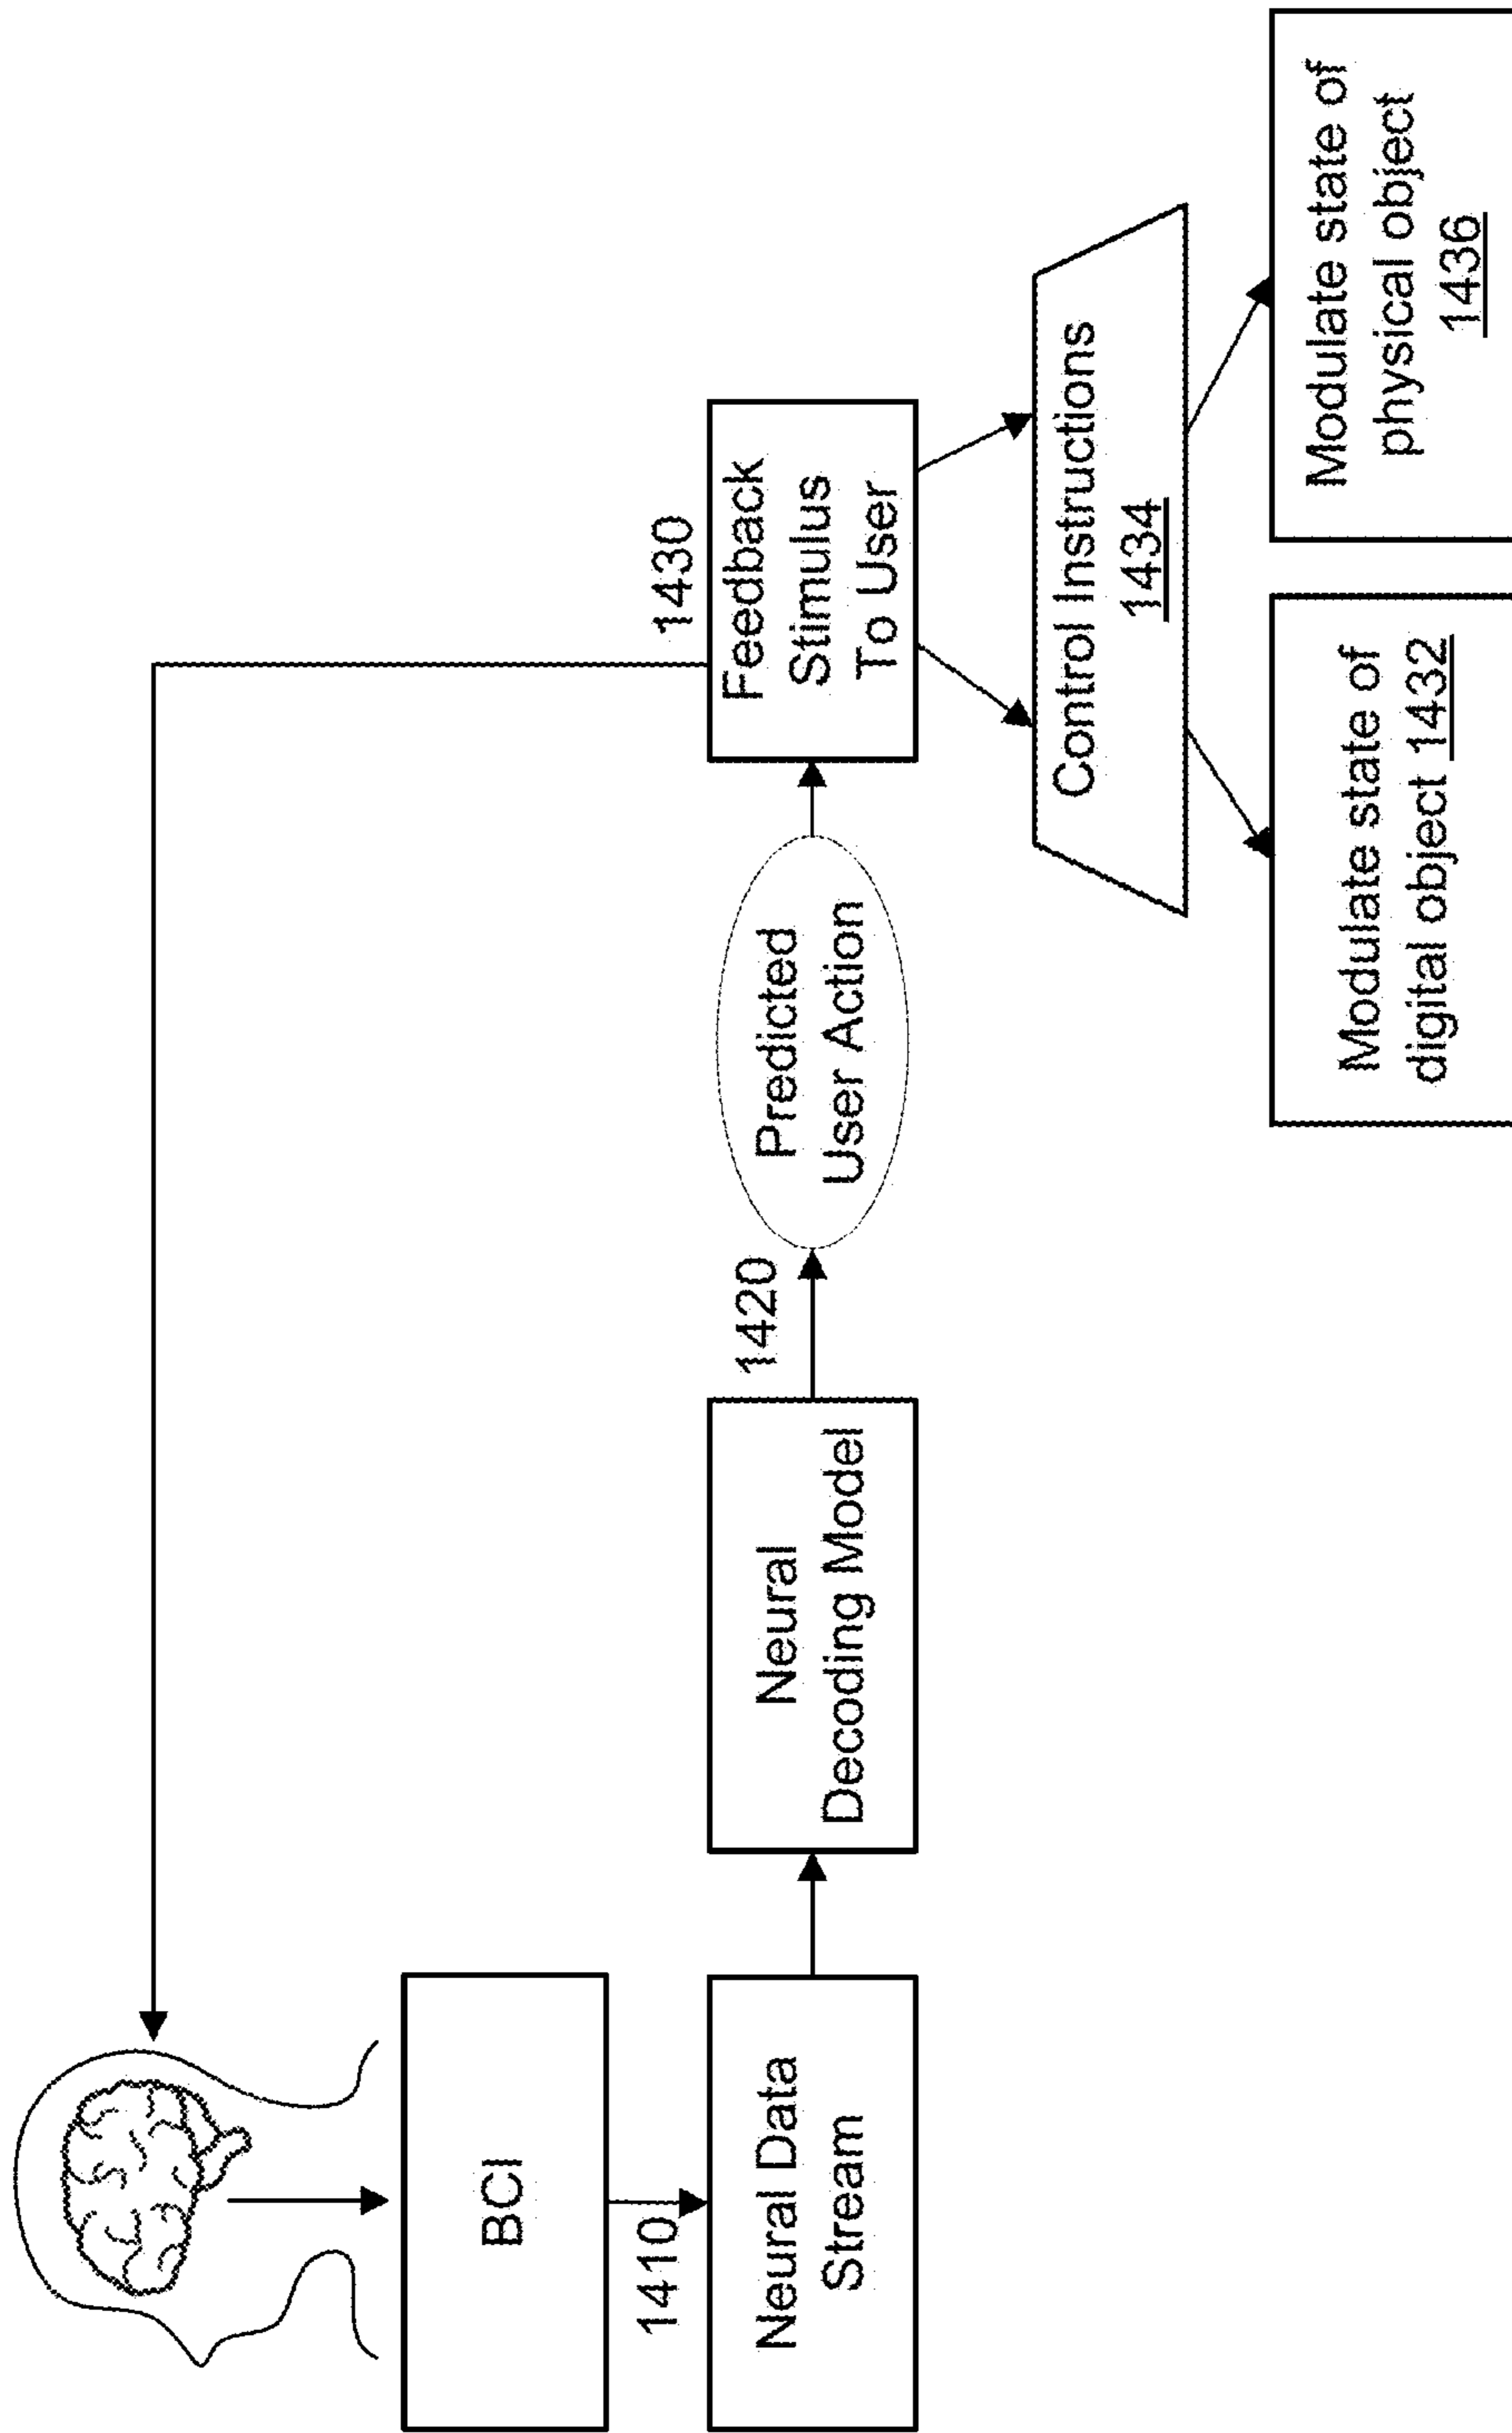 BCI
1410
Neural Data
Stream
Neural
Decoding Model
1420
Predicted
User Action
1430
Feedback
Stimulus
To User
Control Instructions
1434
Modulate state of
digital object 1432
Modulate state of
physical object
1436